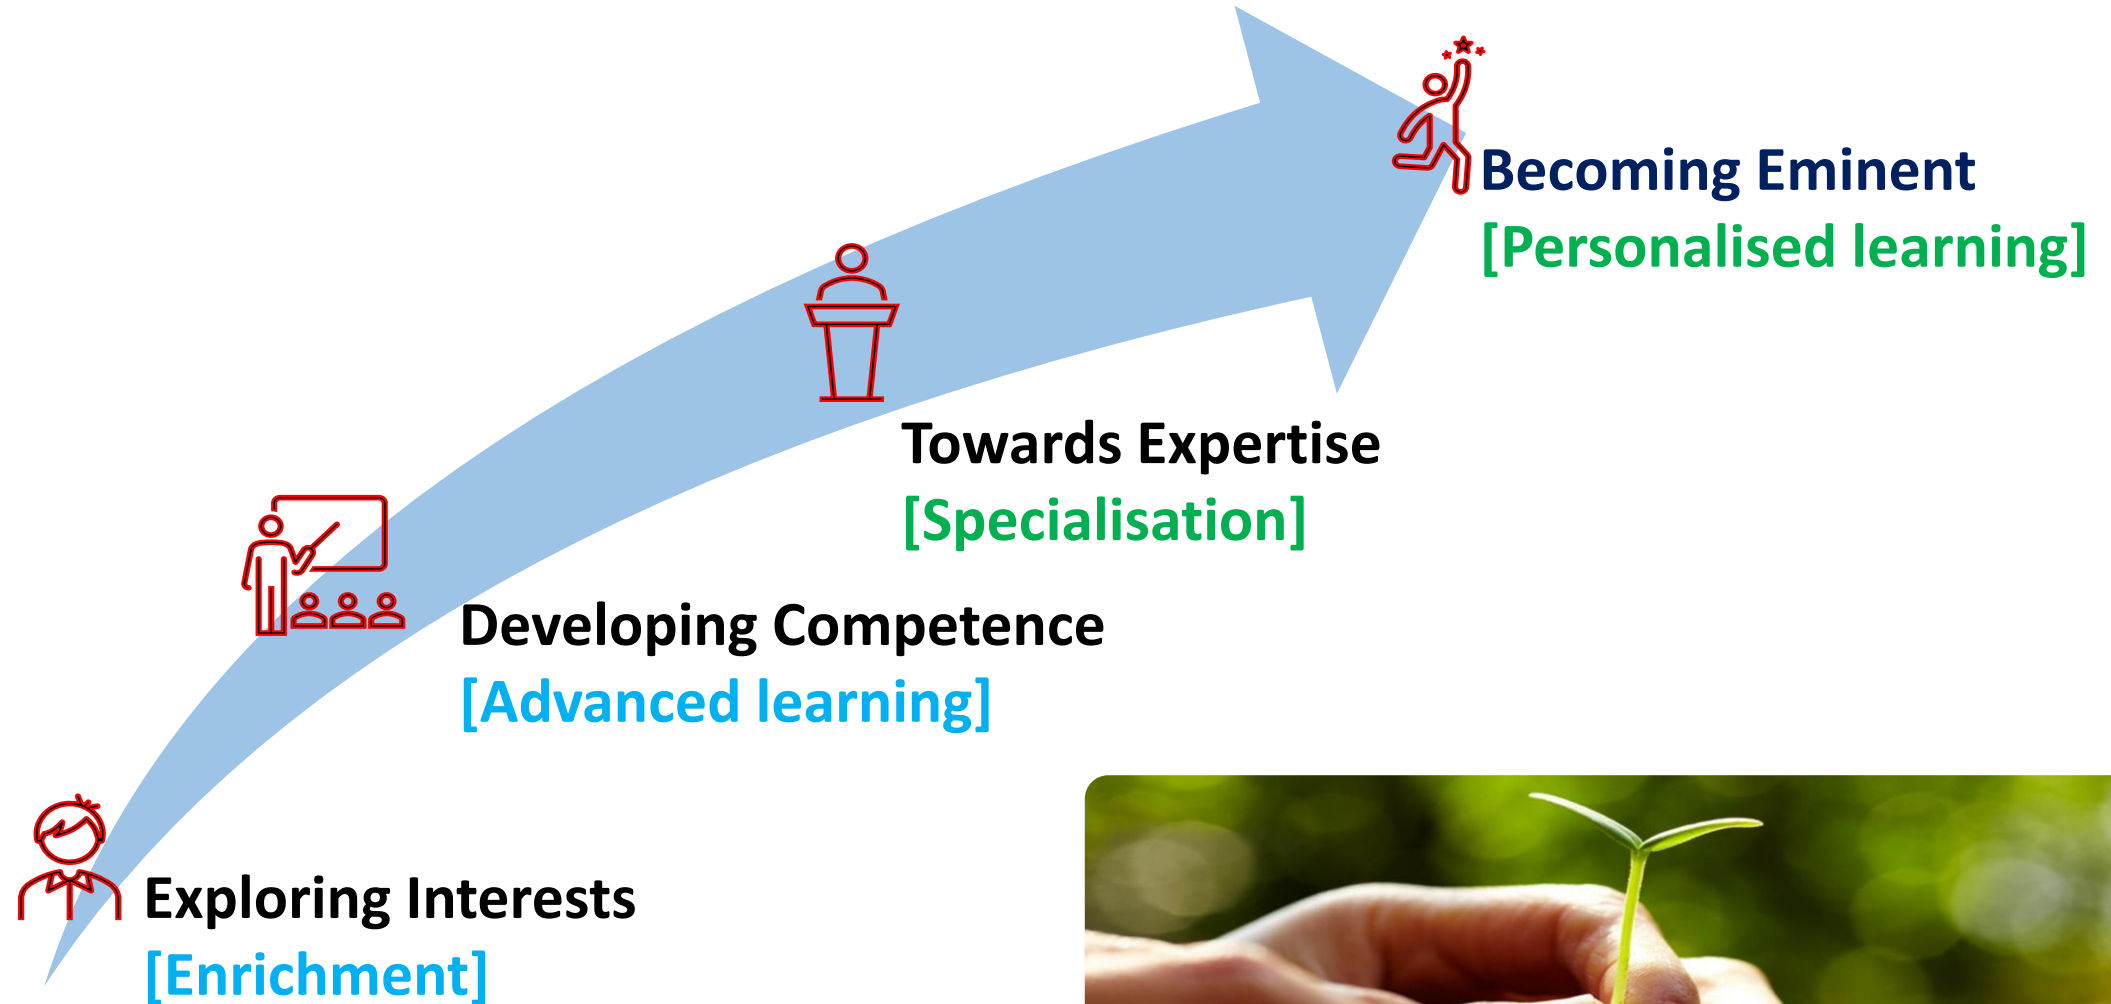 Becoming Eminent
[Personalised learning]
Towards Expertise
[Specialisation]
Developing Competence
[Advanced learning]
Exploring Interests
[Enrichment]